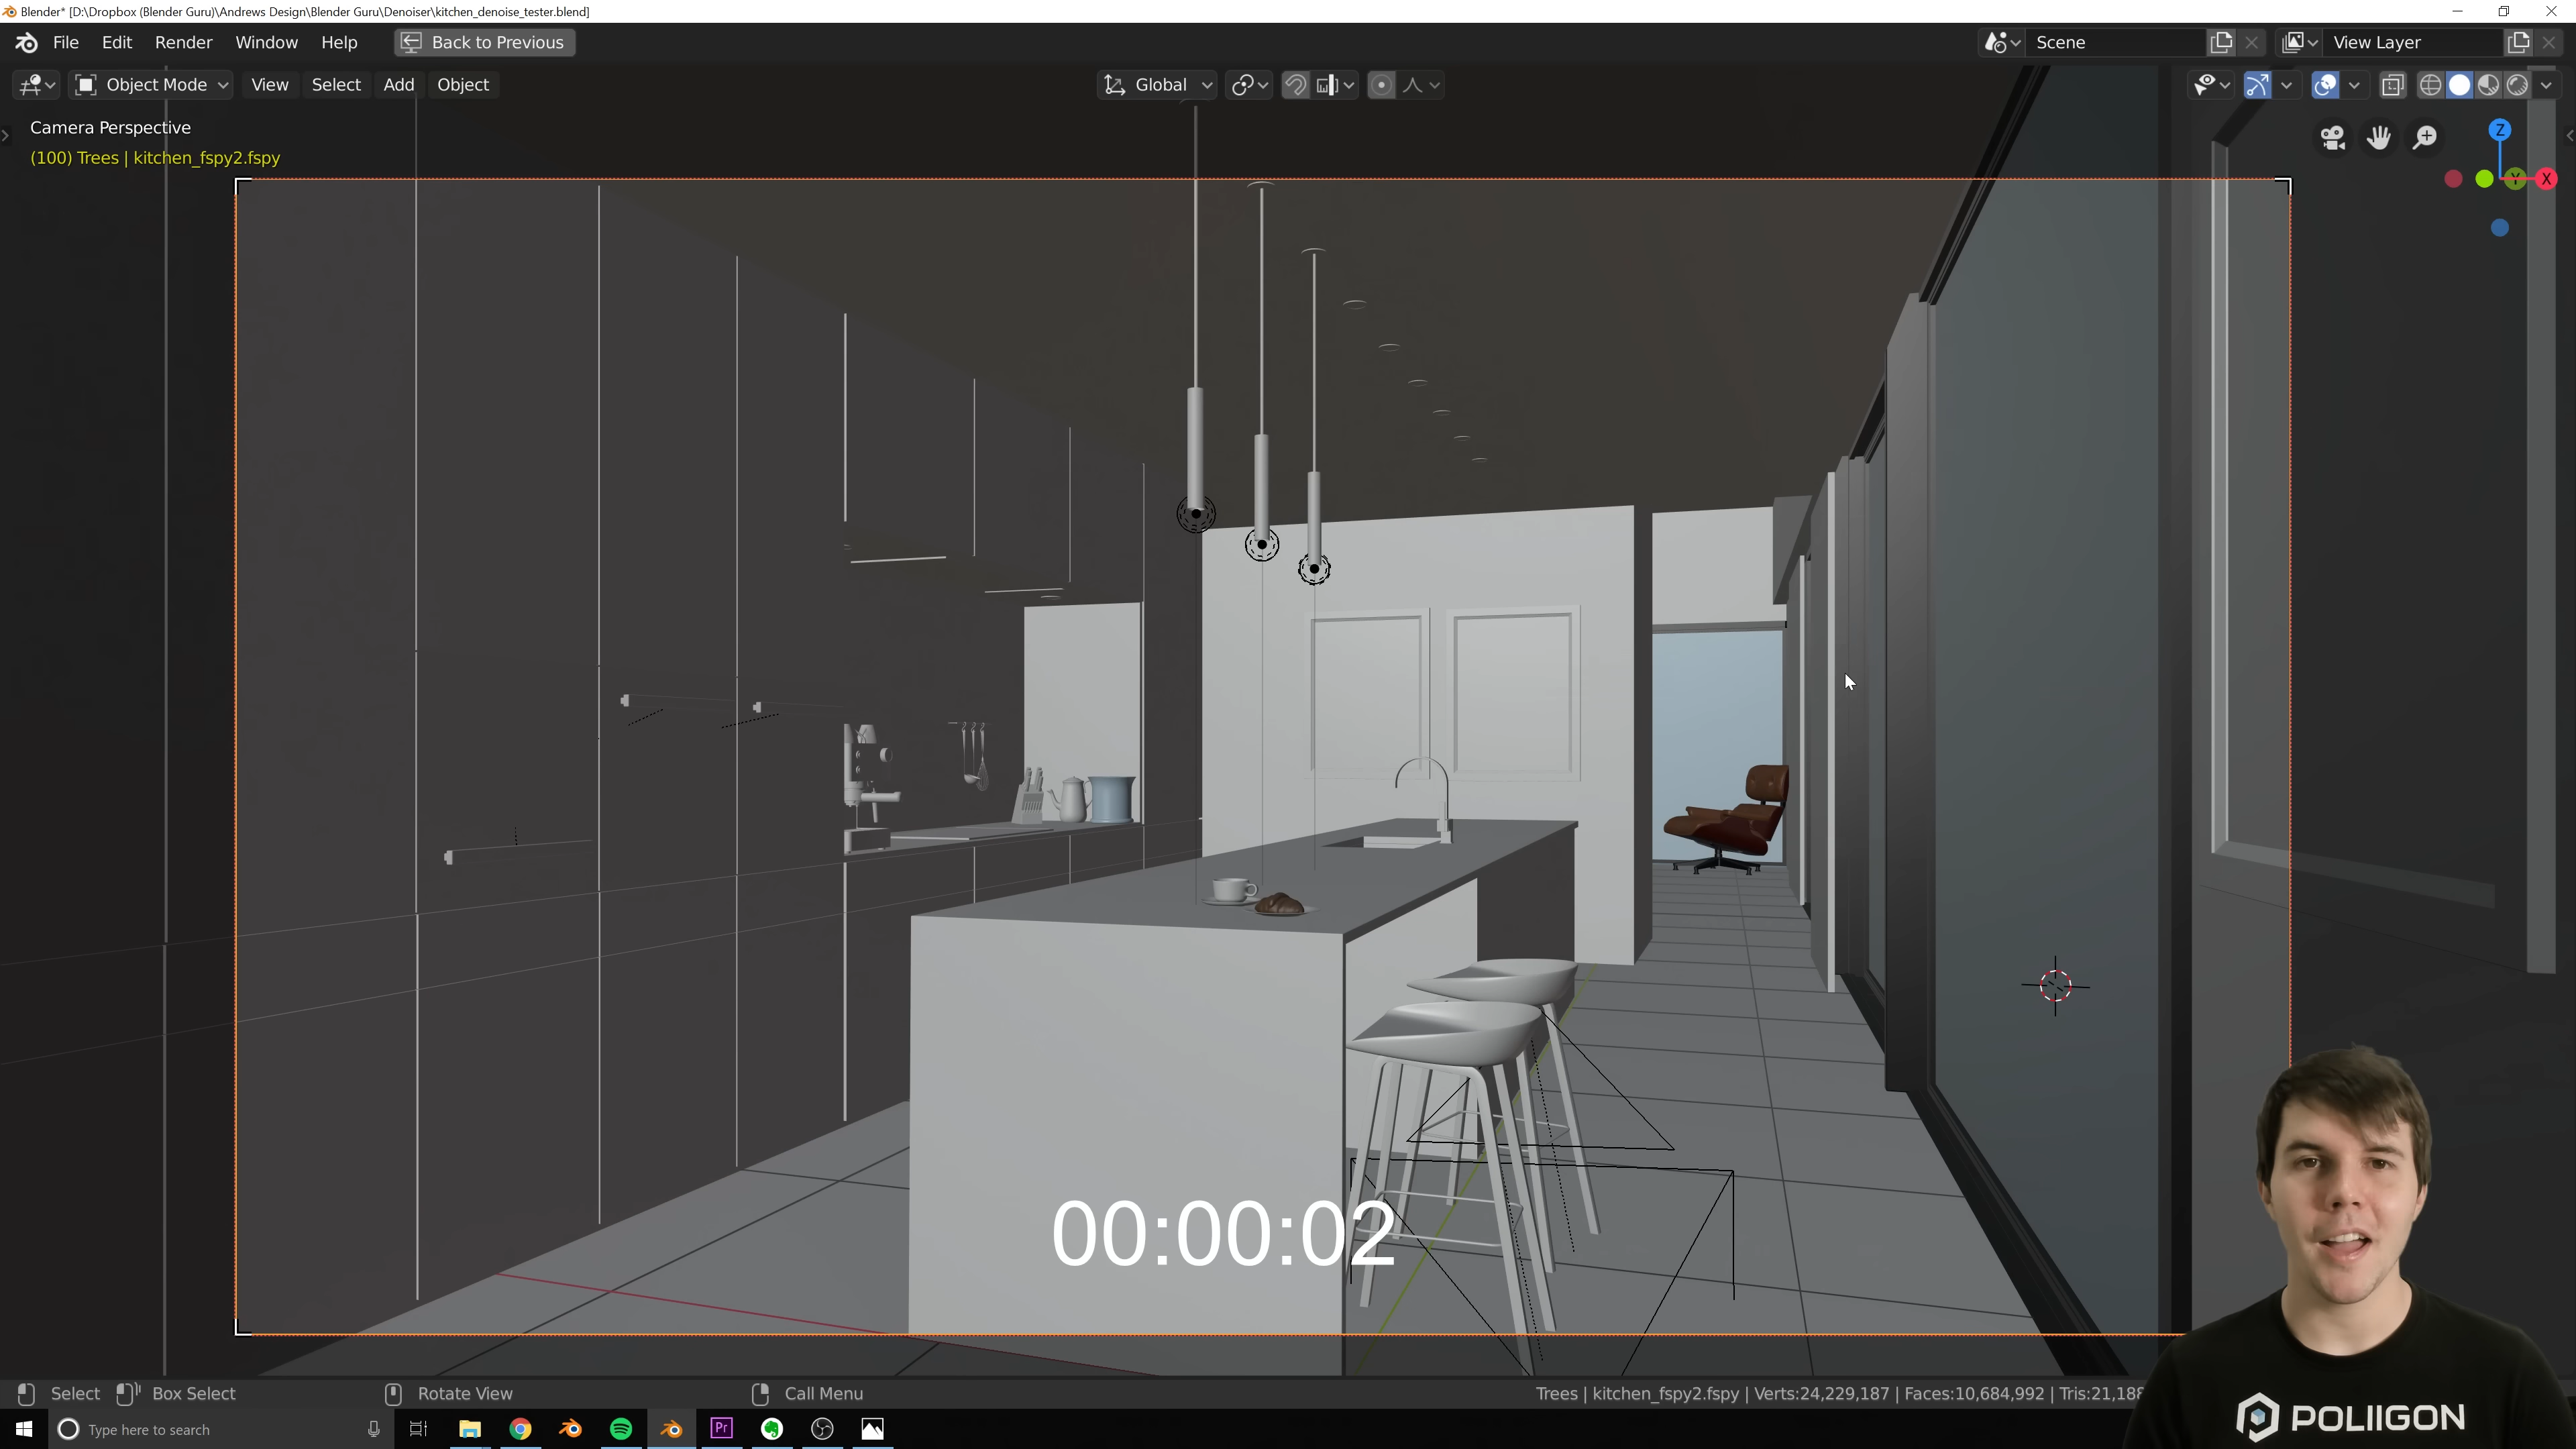 Blender* [D:\Dropbox (Blender Guru)\Andrews Design\Blender Guru\Denoiser\kitchen_denoise_tester.blend]
File Edit Render Window Help Back to Previous Scene View Layer
Object Mode View Select Add Object Global
Camera Perspective
(100) Trees | kitchen_fspy2.fspy
Z
Y
X
00:00:02
Select Box Select Rotate View Call Menu Trees | kitchen_fspy2.fspy | Verts:24,229,187 | Faces:10,684,992 | Tris:21,188
Type here to search
Pr
POLIIGON